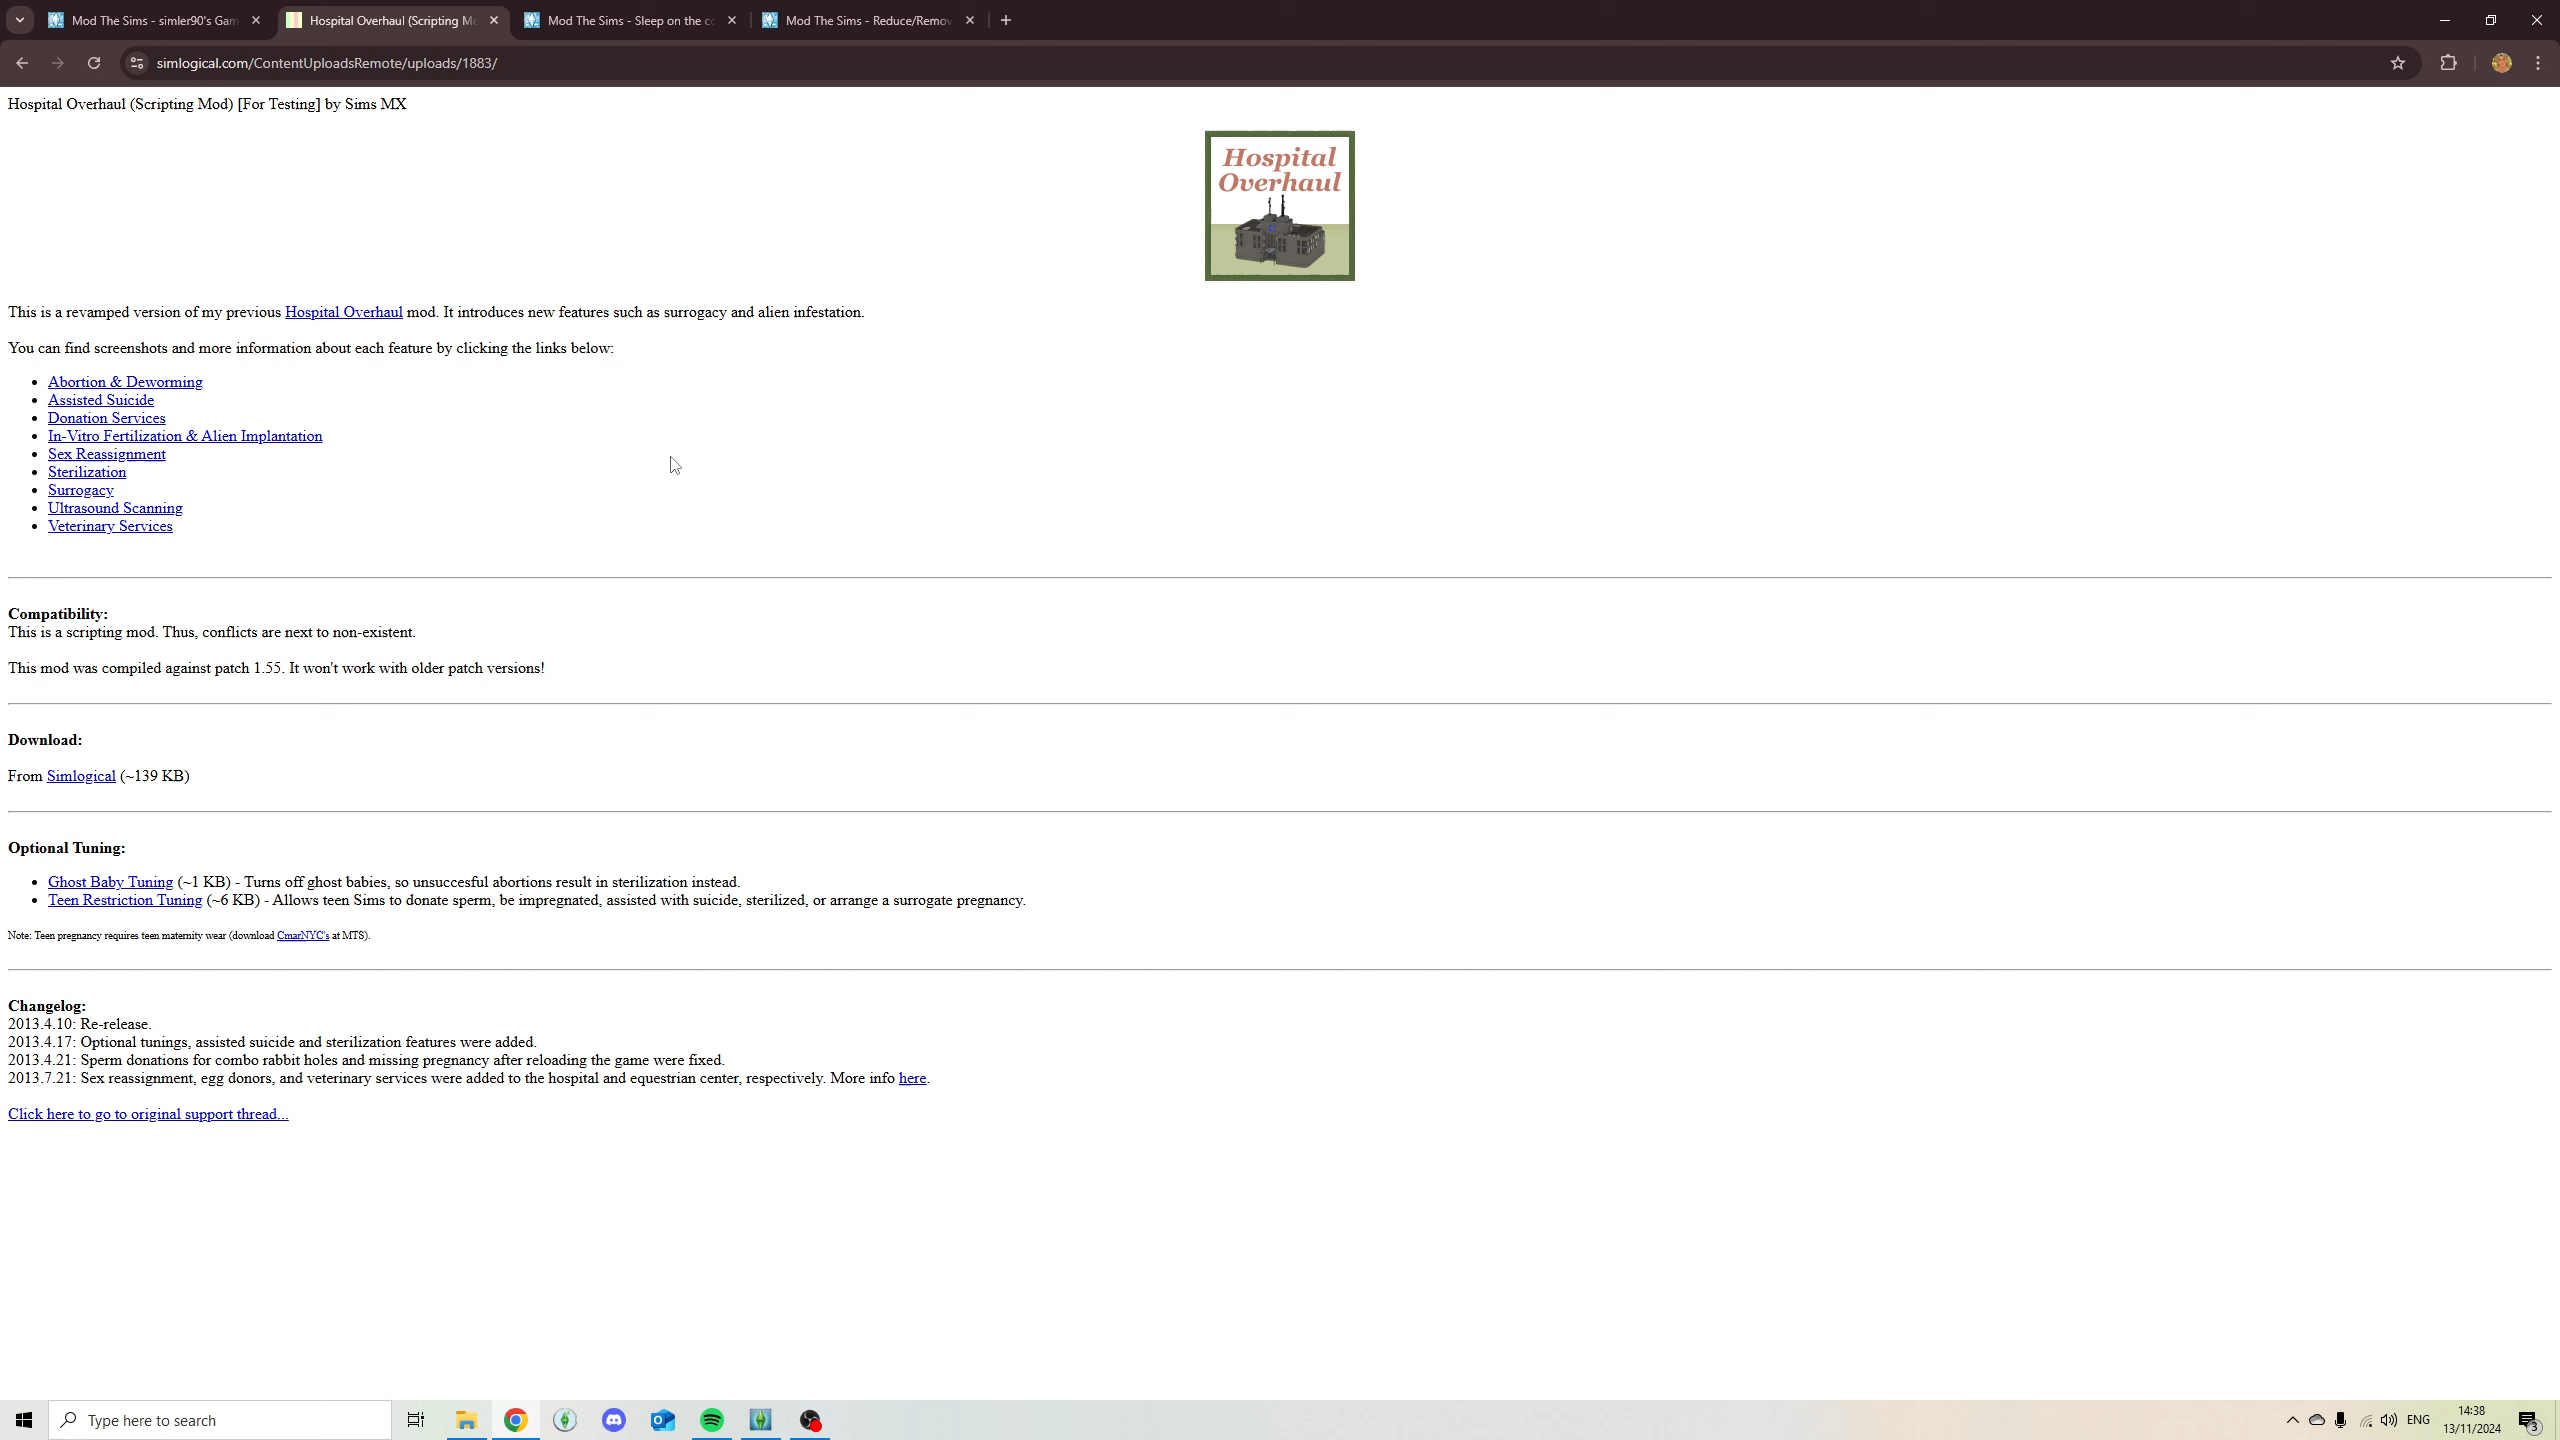 Mod The Sims - simler90's Gam
Hospital Overhaul (Scripting Mo
Mod The Sims - Sleep on the co
Mod The Sims - Reduce/Remov
simlogical.com/ContentUploadsRemote/uploads/1883/
Hospital Overhaul (Scripting Mod) [For Testing] by Sims MX
Hospital
Overhaul
This is a revamped version of my previous Hospital Overhaul mod. It introduces new features such as surrogacy and alien infestation.
You can find screenshots and more information about each feature by clicking the links below:
Abortion & Deworming
Assisted Suicide
Donation Services
In-Vitro Fertilization & Alien Implantation
Sex Reassignment
Sterilization
Surrogacy
Ultrasound Scanning
Veterinary Services
Compatibility:
This is a scripting mod. Thus, conflicts are next to non-existent.
This mod was compiled against patch 1.55. It won't work with older patch versions!
Download:
From Simlogical (~139 KB)
Optional Tuning:
Ghost Baby Tuning (~1 KB) - Turns off ghost babies, so unsuccesful abortions result in sterilization instead.
Teen Restriction Tuning (~6 KB) - Allows teen Sims to donate sperm, be impregnated, assisted with suicide, sterilized, or arrange a surrogate pregnancy.
Note: Teen pregnancy requires teen maternity wear (download CmarNYC's at MTS).
Changelog:
2013.4.10: Re-release.
2013.4.17: Optional tunings, assisted suicide and sterilization features were added.
2013.4.21: Sperm donations for combo rabbit holes and missing pregnancy after reloading the game were fixed.
2013.7.21: Sex reassignment, egg donors, and veterinary services were added to the hospital and equestrian center, respectively. More info here.
Click here to go to original support thread...
Type here to search
ENG
14:38
13/11/2024
3